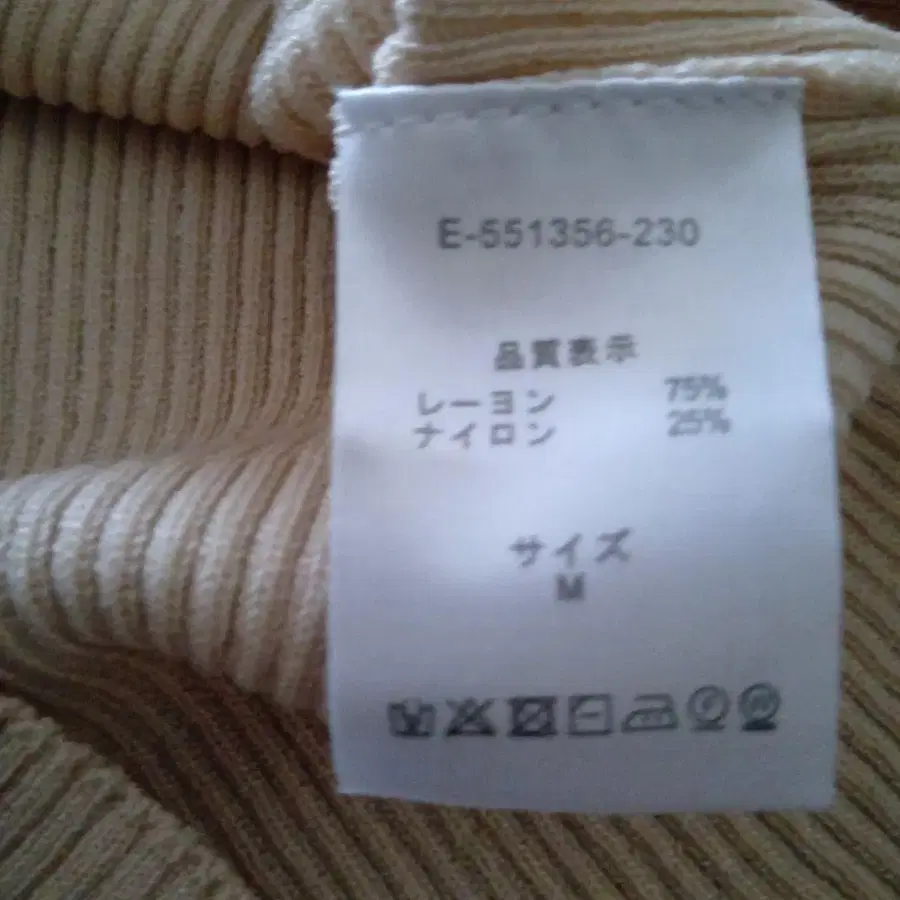 E-551356-230
品質表示
レーヨン 75%
ナイロン 25%
サイズ
M